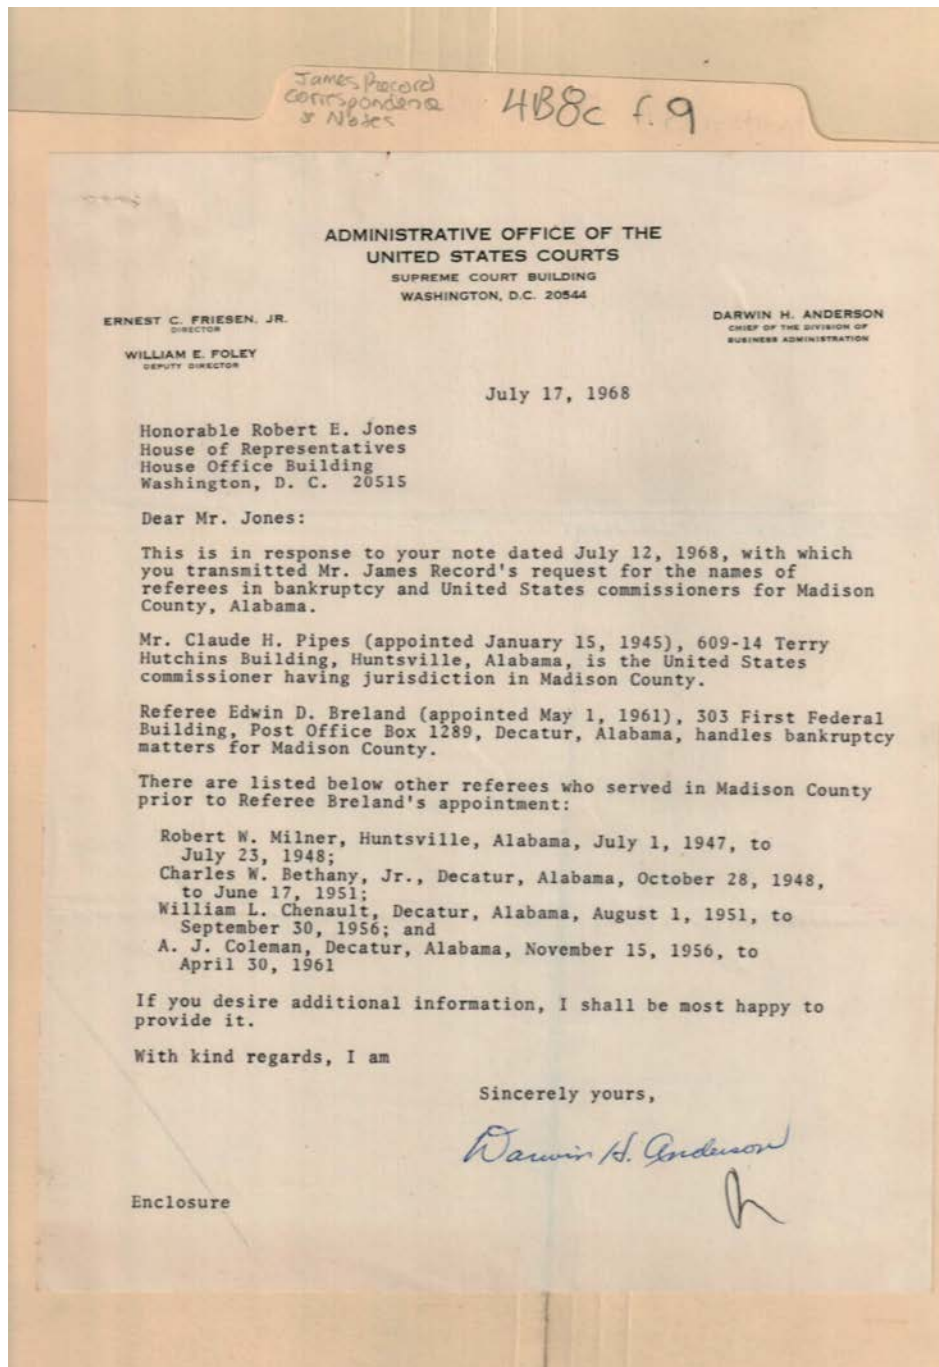 James Record
Correspondence
& Notes
4B8c f.9
ADMINISTRATIVE OFFICE OF THE
UNITED STATES COURTS
SUPREME COURT BUILDING
WASHINGTON, D.C. 20544
ERNEST C. FRIESEN, JR.
DIRECTOR
WILLIAM E. FOLEY
DEPUTY DIRECTOR
DARWIN H. ANDERSON
CHIEF OF THE DIVISION OF
BUSINESS ADMINISTRATION
July 17, 1968
Honorable Robert E. Jones
House of Representatives
House Office Building
Washington, D. C. 20515
Dear Mr. Jones:
This is in response to your note dated July 12, 1968, with which
you transmitted Mr. James Record's request for the names of
referees in bankruptcy and United States commissioners for Madison
County, Alabama.
Mr. Claude H. Pipes (appointed January 15, 1945), 609-14 Terry
Hutchins Building, Huntsville, Alabama, is the United States
commissioner having jurisdiction in Madison County.
Referee Edwin D. Breland (appointed May 1, 1961), 303 First Federal
Building, Post Office Box 1289, Decatur, Alabama, handles bankruptcy
matters for Madison County.
There are listed below other referees who served in Madison County
prior to Referee Breland's appointment:
Robert W. Milner, Huntsville, Alabama, July 1, 1947, to
July 23, 1948;
Charles W. Bethany, Jr., Decatur, Alabama, October 28, 1948,
to June 17, 1951;
William L. Chenault, Decatur, Alabama, August 1, 1951, to
September 30, 1956; and
A. J. Coleman, Decatur, Alabama, November 15, 1956, to
April 30, 1961
If you desire additional information, I shall be most happy to
provide it.
With kind regards, I am
Sincerely yours,
Darwin H. Anderson
Enclosure